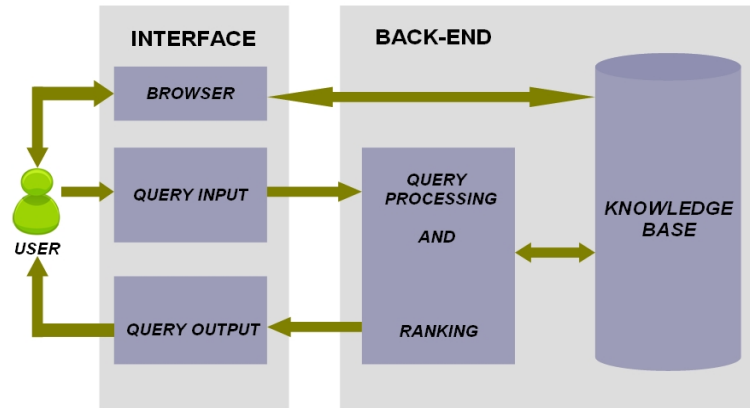 INTERFACE
BACK-END
BROWSER
QUERY INPUT
QUERY
PROCESSING
AND
RANKING
KNOWLEDGE
BASE
USER
QUERY OUTPUT